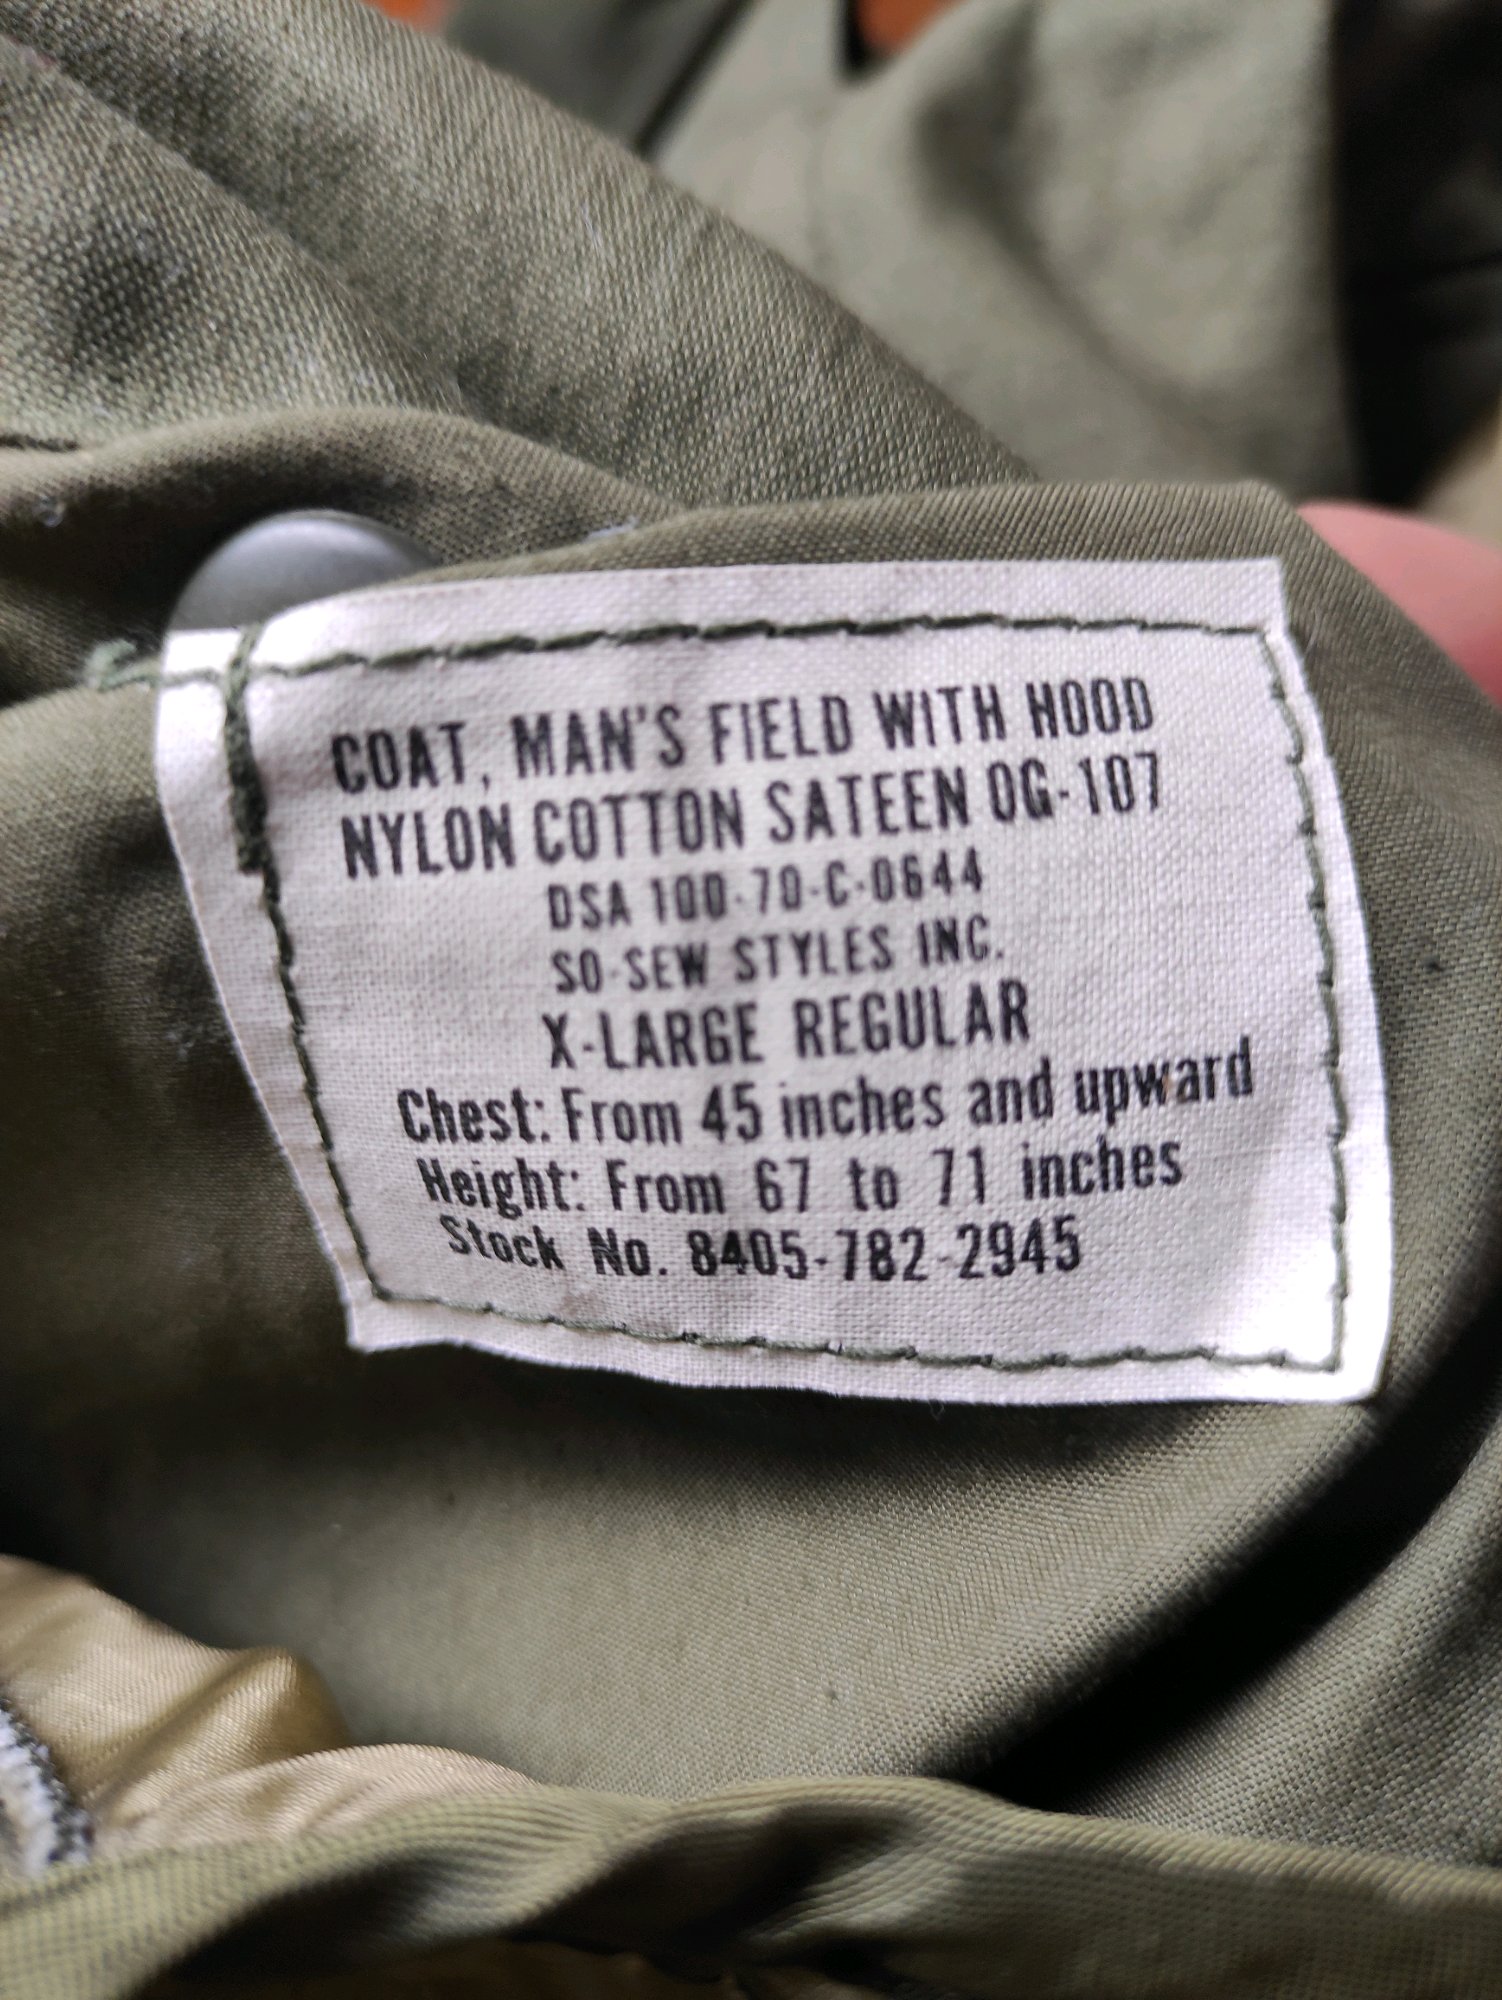 COAT, MAN'S FIELD WITH HOOD
NYLON COTTON SATEEN OG-107
DSA 100-70-C-0644
SO-SEW STYLES INC.
X-LARGE REGULAR
Chest: From 45 inches and upward
Height: From 67 to 71 inches
Stock No. 8405-782-2945